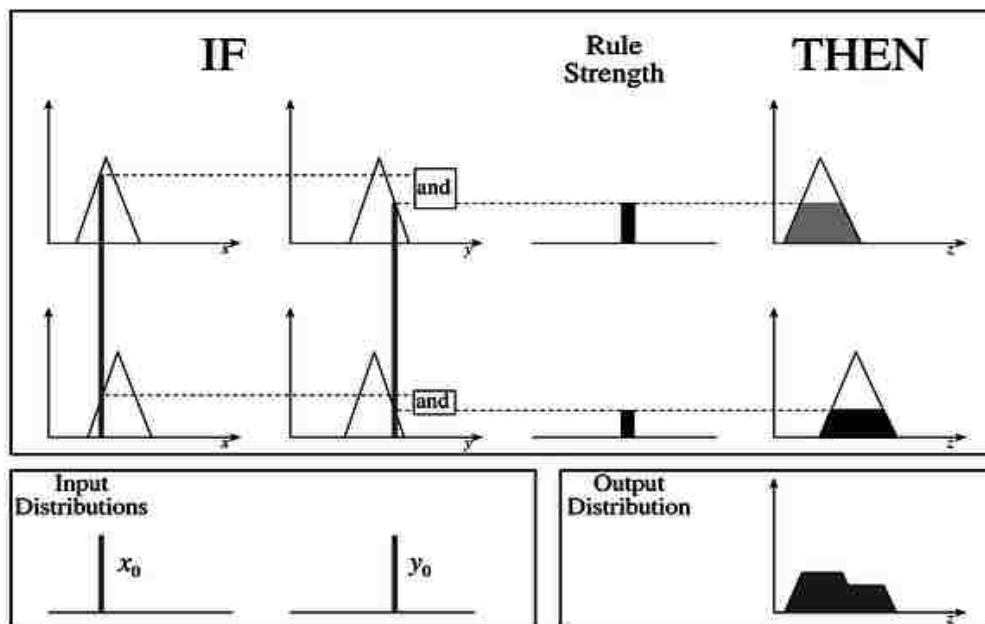 IF
Rule
Strength
THEN
and
x
y
z
and
x
y
z
Input
Distributions
x0
y0
Output
Distribution
z